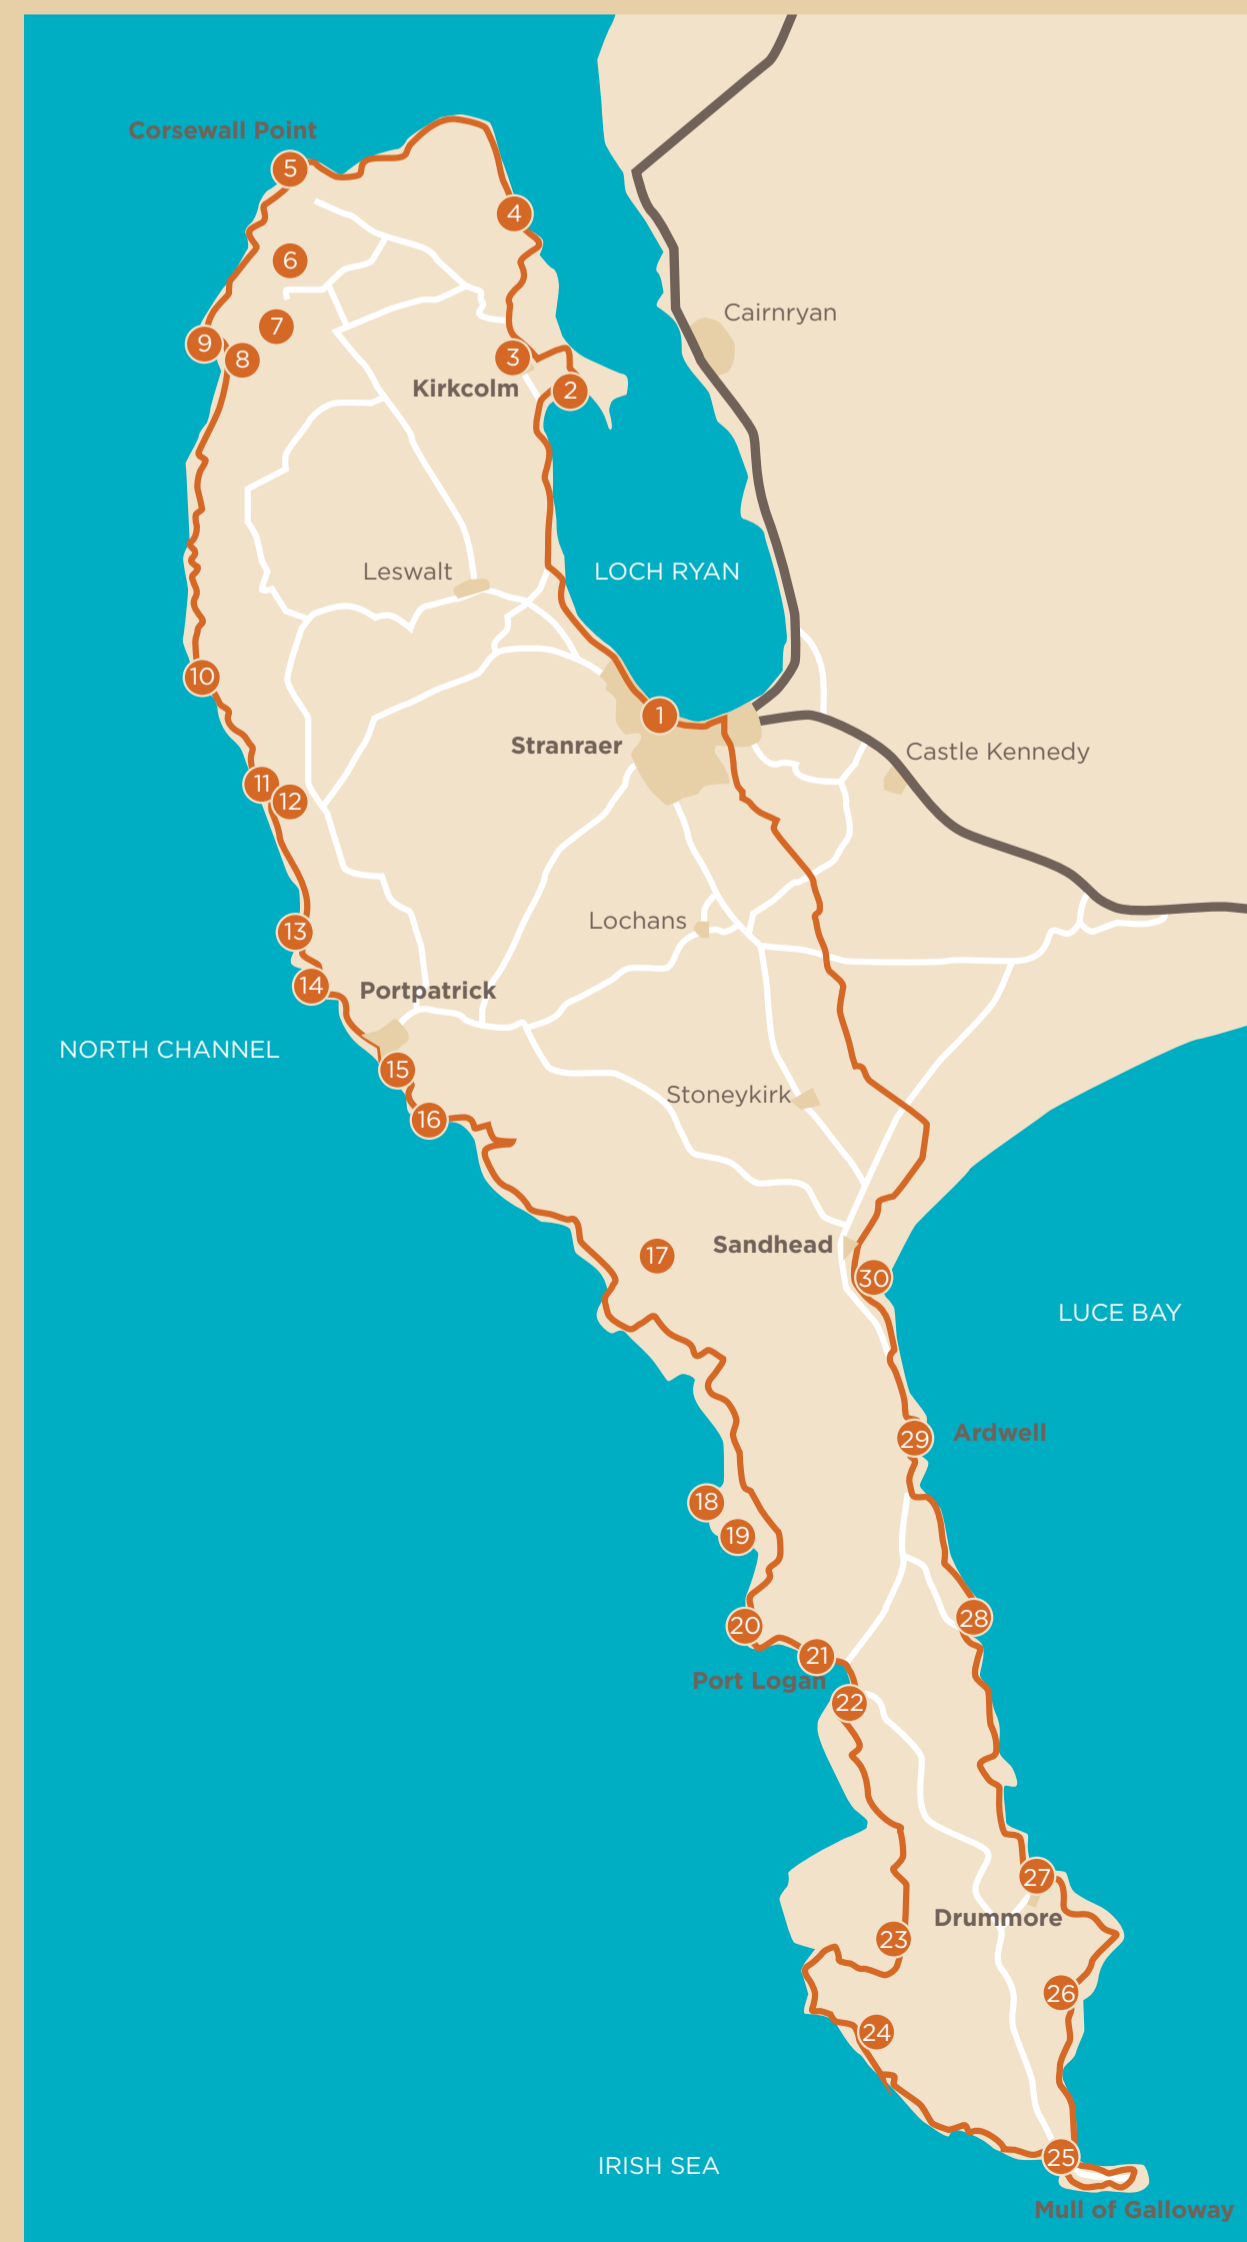 Corsewall Point
5
4
6
Cairnryan
7
9
8
3
Kirkcolm
2
Leswalt
LOCH RYAN
10
1
Stranraer
Castle Kennedy
11
12
Lochans
13
14
Portpatrick
NORTH CHANNEL
15
Stoneykirk
16
Sandhead
17
30
LUCE BAY
Ardwell
29
18
19
28
20
21
Port Logan
22
27
Drummore
23
26
24
25
IRISH SEA
Mull of Galloway